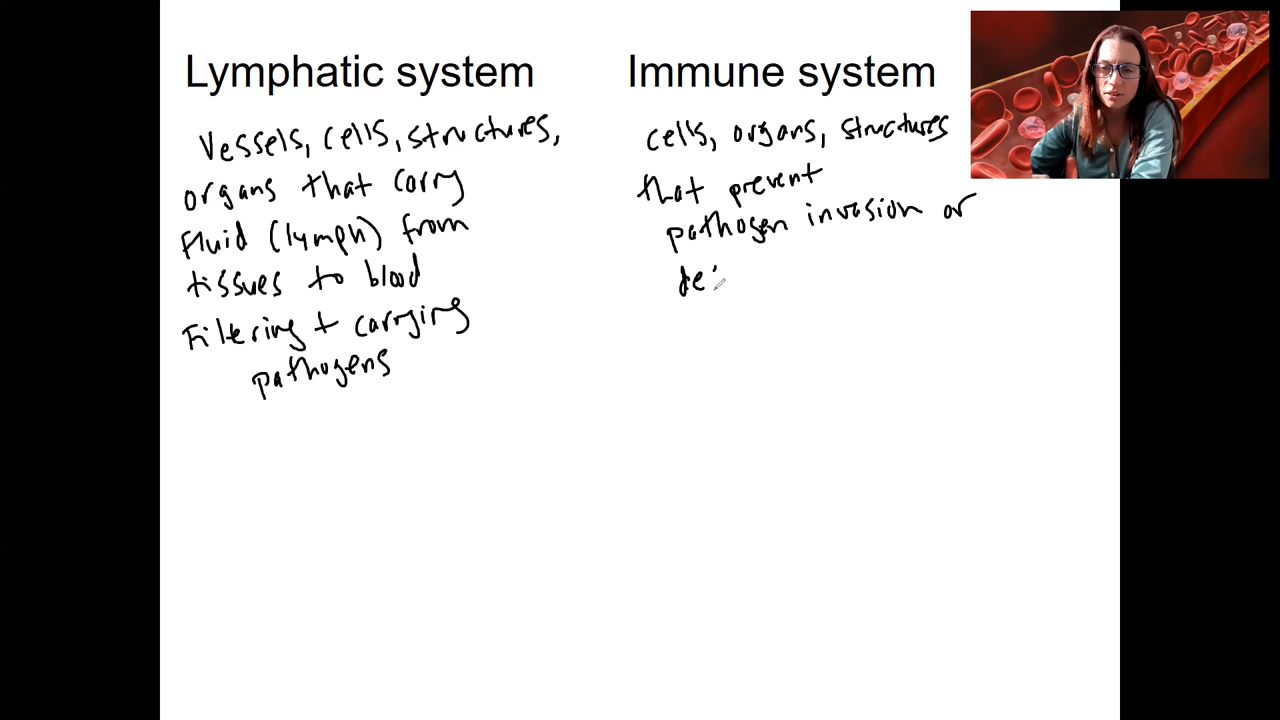 Lymphatic system
Vessels, cells, structures,
organs that carry
fluid (lymph) from
tissues to blood
Filtering + carrying
pathogens
Immune system
cells, organs, structures
that prevent
pathogen invasion or